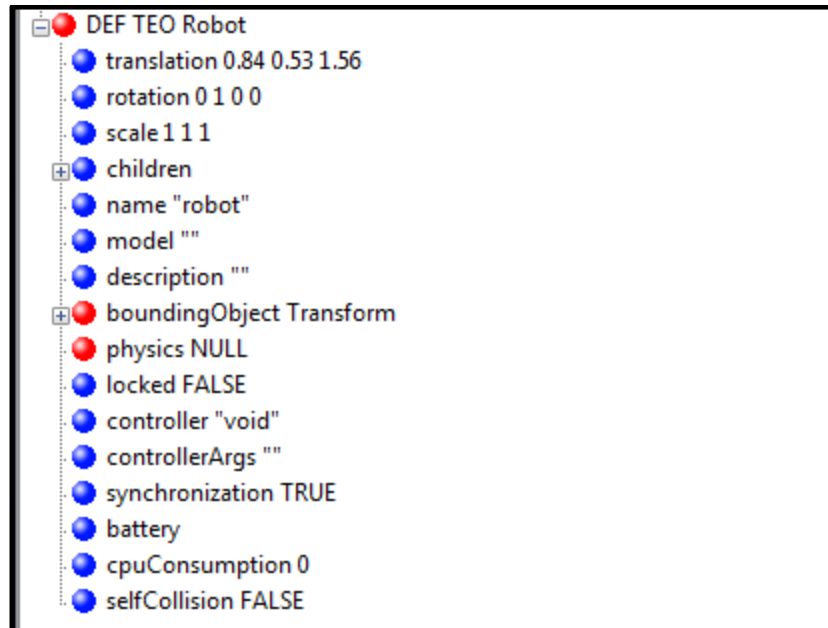 DEF TEO Robot
translation 0.84 0.53 1.56
rotation 0 1 0 0
scale 1 1 1
children
name "robot"
model ""
description ""
boundingObject Transform
physics NULL
locked FALSE
controller "void"
controllerArgs ""
synchronization TRUE
battery
cpuConsumption 0
selfCollision FALSE